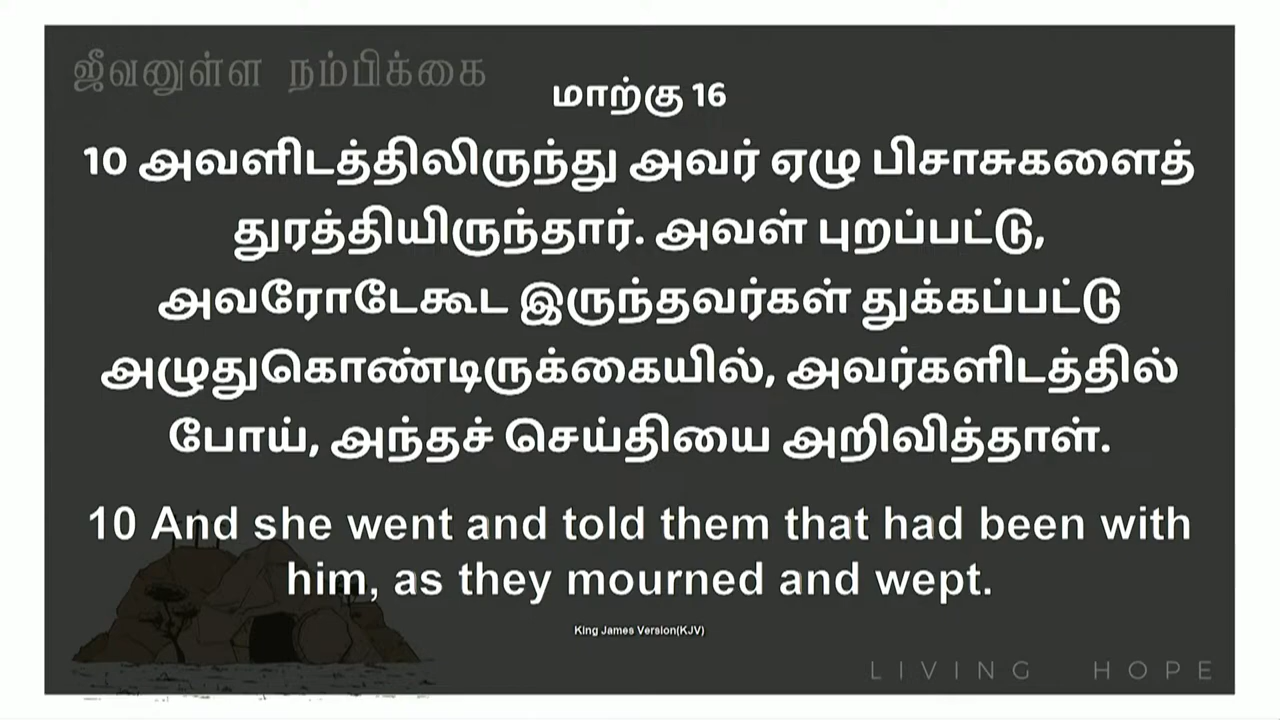 ஜீவனுள்ள நம்பிக்கை
மாற்கு 16
10 அவளிடத்திலிருந்து அவர் ஏழு பிசாசுகளைத்
துரத்தியிருந்தார். அவள் புறப்பட்டு,
அவரோடேகூட இருந்தவர்கள் துக்கப்பட்டு
அழுதுகொண்டிருக்கையில், அவர்களிடத்தில்
போய், அந்தச் செய்தியை அறிவித்தாள்.
10 And she went and told them that had been with
him, as they mourned and wept.
King James Version(KJV)
LIVING HOPE